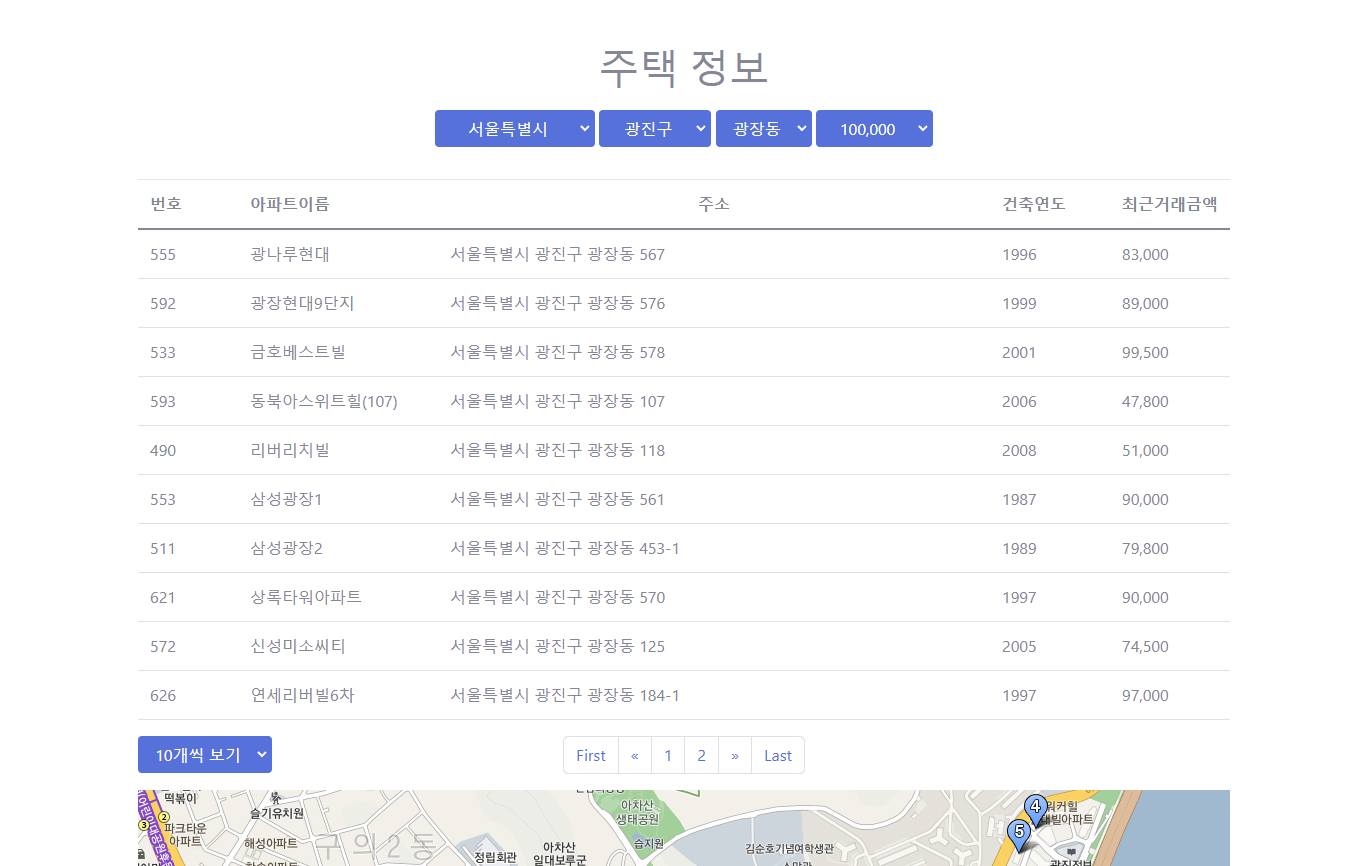 주택 정보
서울특별시 광진구 광장동 100,000
번호 아파트이름 주소 건축연도 최근거래금액
555 광나루현대 서울특별시 광진구 광장동 567 1996 83,000
592 광장현대9단지 서울특별시 광진구 광장동 576 1999 89,000
533 금호베스트빌 서울특별시 광진구 광장동 578 2001 99,500
593 동북아스위트힐(107) 서울특별시 광진구 광장동 107 2006 47,800
490 리버리치빌 서울특별시 광진구 광장동 118 2008 51,000
553 삼성광장1 서울특별시 광진구 광장동 561 1987 90,000
511 삼성광장2 서울특별시 광진구 광장동 453-1 1989 79,800
621 상록타워아파트 서울특별시 광진구 광장동 570 1997 90,000
572 신성미소씨티 서울특별시 광진구 광장동 125 2005 74,500
626 연세리버빌6차 서울특별시 광진구 광장동 184-1 1997 97,000
10개씩 보기 First « 1 2 » Last
떡볶이
슬기유치원
아차산
생태공원
4
워커힐
2
3
파크타운
아파트
해성아파트
구의2동
습지원
5
아차산
일대보루군
정립회관
김순호기념여학생관